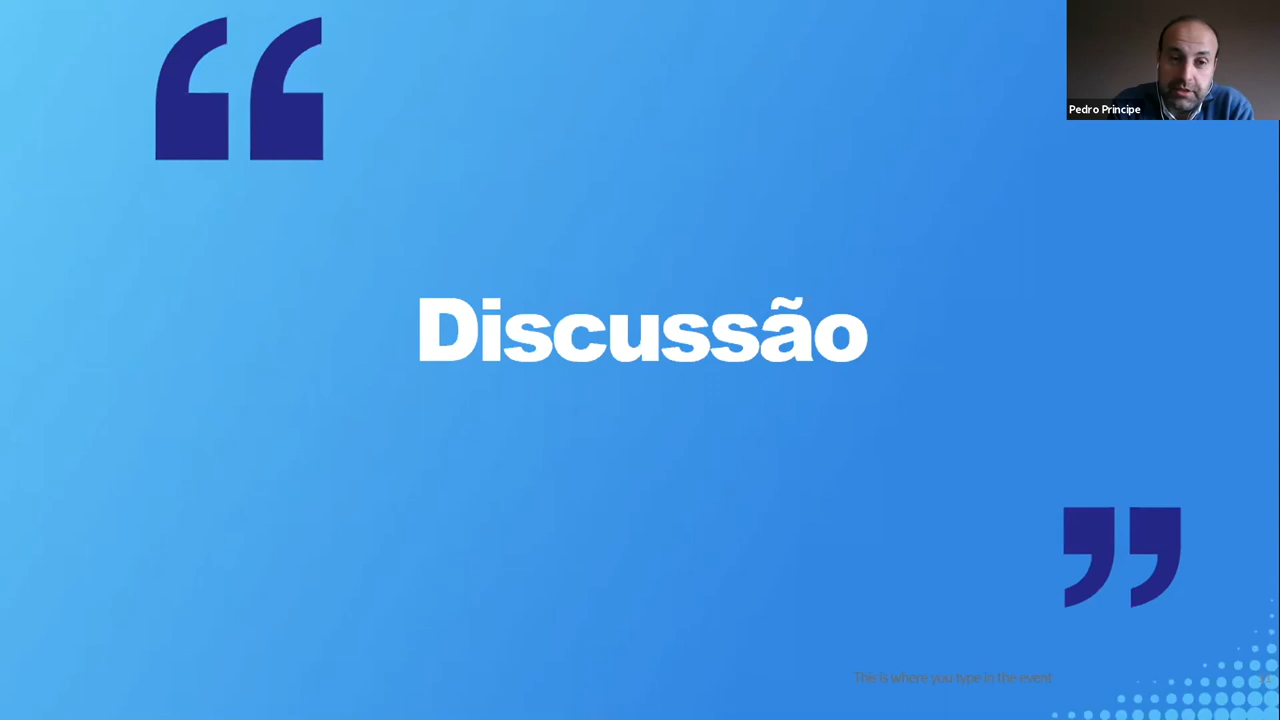 Pedro Principe
Discussão
This is where you type in the event